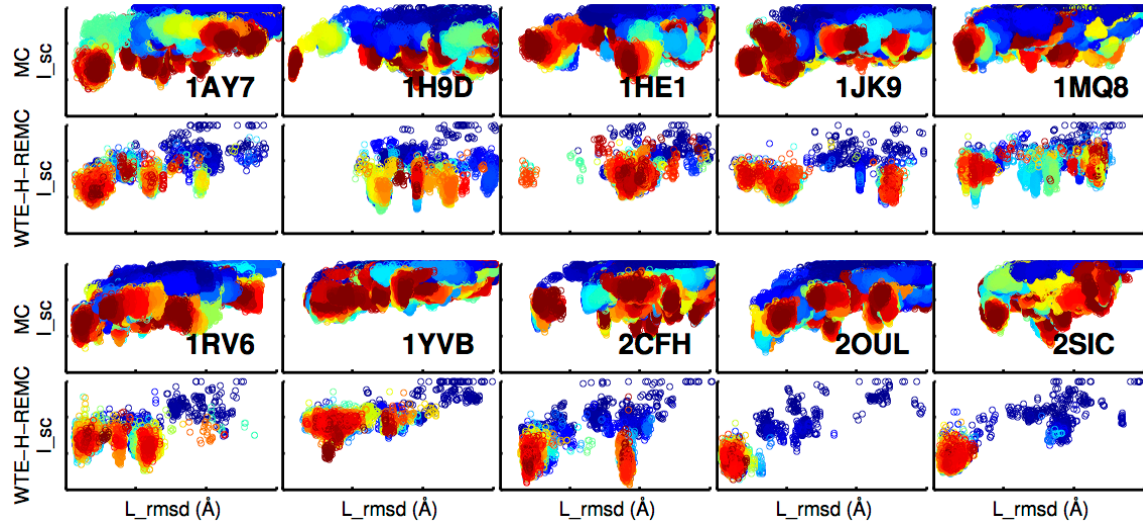 MC
I_sc
1AY7
1H9D
1HE1
1JK9
1MQ8
WTE-H-REMC
I_sc
MC
I_sc
1RV6
1YVB
2CFH
2OUL
2SIC
WTE-H-REMC
I_sc
L_rmsd (Å)
L_rmsd (Å)
L_rmsd (Å)
L_rmsd (Å)
L_rmsd (Å)